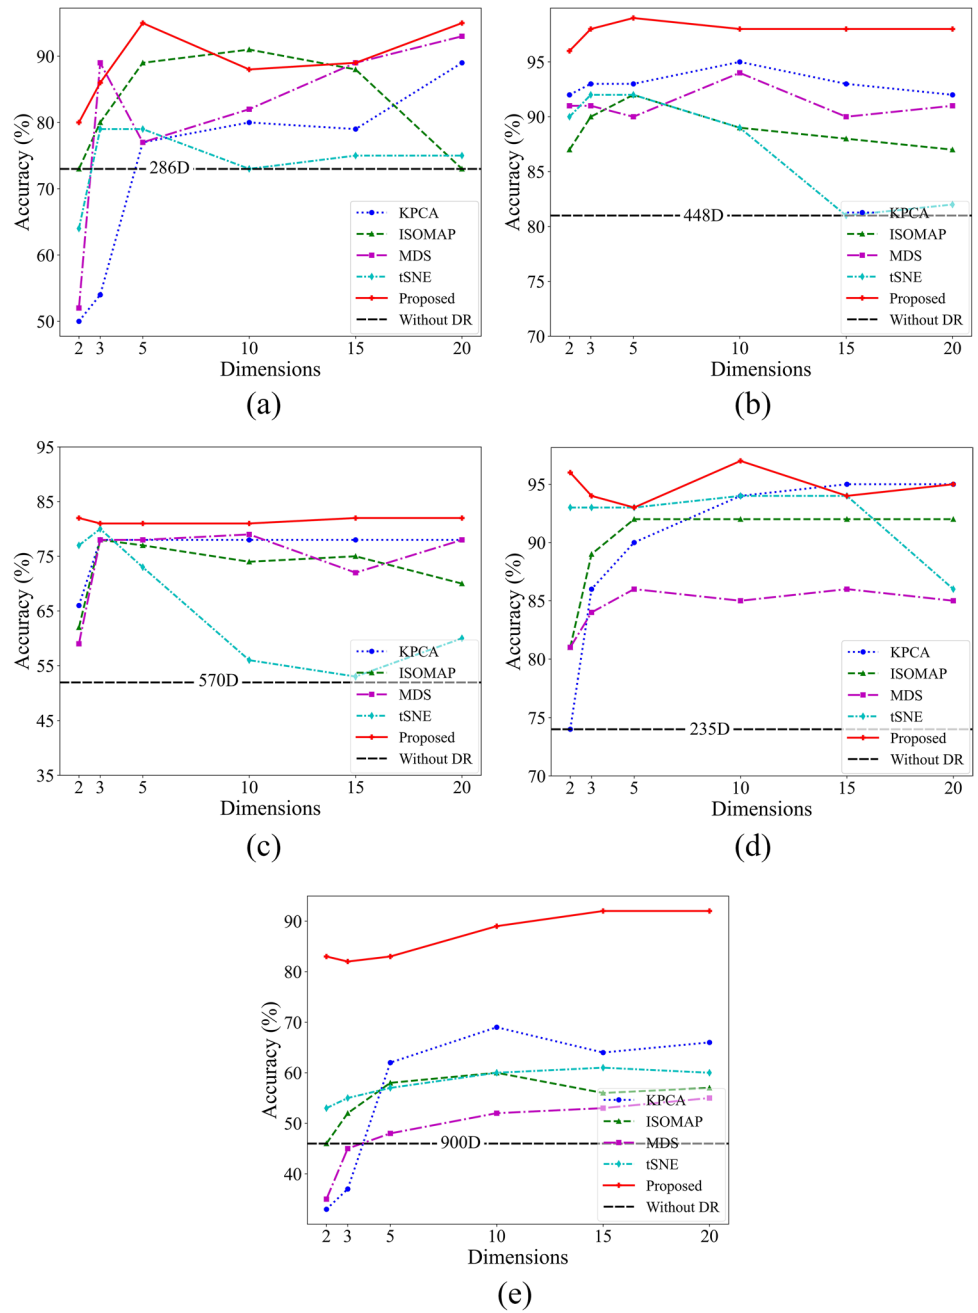 Accuracy (%)
90
80
70
60
50
286D
KPCA
ISOMAP
MDS
tSNE
Proposed
Without DR
2 3 5 10 15 20
Dimensions
(a)
Accuracy (%)
95
90
85
80
75
70
448D
KPCA
ISOMAP
MDS
tSNE
Proposed
Without DR
2 3 5 10 15 20
Dimensions
(b)
Accuracy (%)
95
85
75
65
55
45
35
570D
KPCA
ISOMAP
MDS
tSNE
Proposed
Without DR
2 3 5 10 15 20
Dimensions
(c)
Accuracy (%)
95
90
85
80
75
70
235D
KPCA
ISOMAP
MDS
tSNE
Proposed
Without DR
2 3 5 10 15 20
Dimensions
(d)
Accuracy (%)
90
80
70
60
50
40
900D
KPCA
ISOMAP
MDS
tSNE
Proposed
Without DR
2 3 5 10 15 20
Dimensions
(e)